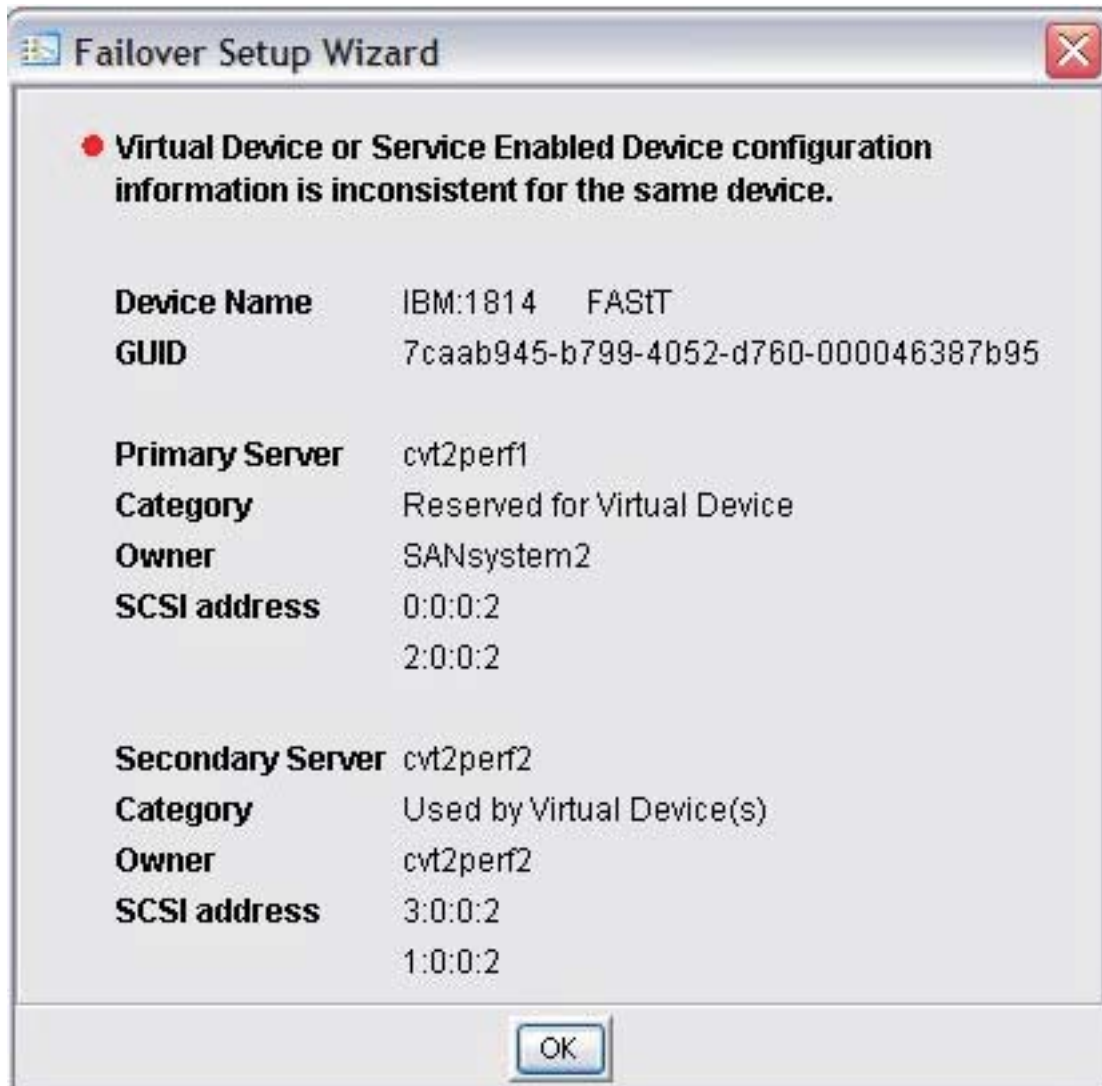 Failover Setup Wizard
Virtual Device or Service Enabled Device configuration
information is inconsistent for the same device.
Device Name IBM:1814 FAStT
GUID 7caab945-b799-4052-d760-000046387b95
Primary Server cvt2perf1
Category Reserved for Virtual Device
Owner SANsystem2
SCSI address 0:0:0:2
2:0:0:2
Secondary Server cvt2perf2
Category Used by Virtual Device(s)
Owner cvt2perf2
SCSI address 3:0:0:2
1:0:0:2
OK